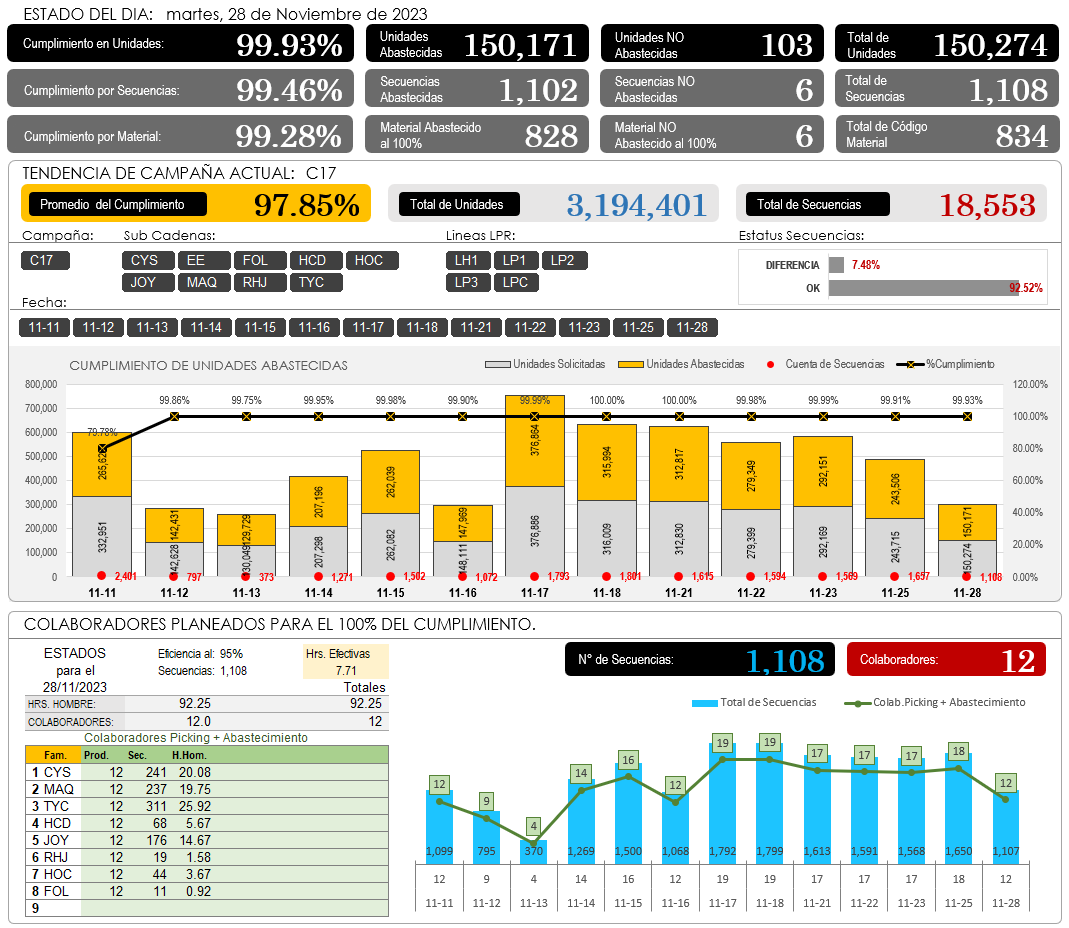 ESTADO DEL DIA: martes, 28 de Noviembre de 2023
Cumplimiento en Unidades: 99.93%
Unidades Abastecidas 150,171
Unidades NO Abastecidas 103
Total de Unidades 150,274
Cumplimiento por Secuencias: 99.46%
Secuencias Abastecidas 1,102
Secuencias NO Abastecidas 6
Total de Secuencias 1,108
Cumplimiento por Material: 99.28%
Material Abastecido al 100% 828
Material NO Abastecido al 100% 6
Total de Código Material 834
TENDENCIA DE CAMPAÑA ACTUAL: C17
Promedio del Cumplimiento 97.85%
Total de Unidades 3,194,401
Total de Secuencias 18,553
Campaña: Sub Cadenas: Lineas LPR: Estatus Secuencias:
C17 CYS EE FOL HCD HOC LH1 LP1 LP2
JOY MAQ RHJ TYC LP3 LPC
DIFERENCIA 7.48%
OK 92.52%
Fecha:
11-11 11-12 11-13 11-14 11-15 11-16 11-17 11-18 11-21 11-22 11-23 11-25 11-28
CUMPLIMIENTO DE UNIDADES ABASTECIDAS
Unidades Solicitadas Unidades Abastecidas Cuenta de Secuencias %Cumplimiento
800,000
700,000
600,000
500,000
400,000
300,000
200,000
100,000
0
120.00%
100.00%
80.00%
60.00%
40.00%
20.00%
0.00%
79.78% 99.86% 99.75% 99.95% 99.98% 99.90% 99.99% 100.00% 100.00% 99.98% 99.99% 99.91% 99.93%
142,431 129,729 207,196 262,039 147,969 376,864 315,994 312,817 279,349 292,151 243,506 150,171
332,951 142,628 130,049 207,298 262,082 148,111 376,886 316,009 312,830 279,399 292,169 243,715 150,274
2,401 797 373 1,271 1,502 1,072 1,793 1,801 1,615 1,594 1,569 1,657 1,108
11-11 11-12 11-13 11-14 11-15 11-16 11-17 11-18 11-21 11-22 11-23 11-25 11-28
COLABORADORES PLANEADOS PARA EL 100% DEL CUMPLIMIENTO.
ESTADOS para el 28/11/2023
Eficiencia al: 95%
Secuencias: 1,108
Hrs. Efectivas
7.71
Totales
HRS. HOMBRE: 92.25 92.25
COLABORADORES: 12.0 12
Colaboradores Picking + Abastecimiento
Fam. Prod. Sec. H.Hom.
1 CYS 12 241 20.08
2 MAQ 12 237 19.75
3 TYC 12 311 25.92
4 HCD 12 68 5.67
5 JOY 12 176 14.67
6 RHJ 12 19 1.58
7 HOC 12 44 3.67
8 FOL 12 11 0.92
9
N° de Secuencias: 1,108
Colaboradores: 12
Total de Secuencias Colab.Picking + Abastecimiento
12 9 4 14 16 12 19 19 17 17 17 18 12
1,099 795 370 1,269 1,500 1,068 1,792 1,799 1,613 1,591 1,568 1,650 1,107
12 9 4 14 16 12 19 19 17 17 17 18 12
11-11 11-12 11-13 11-14 11-15 11-16 11-17 11-18 11-21 11-22 11-23 11-25 11-28